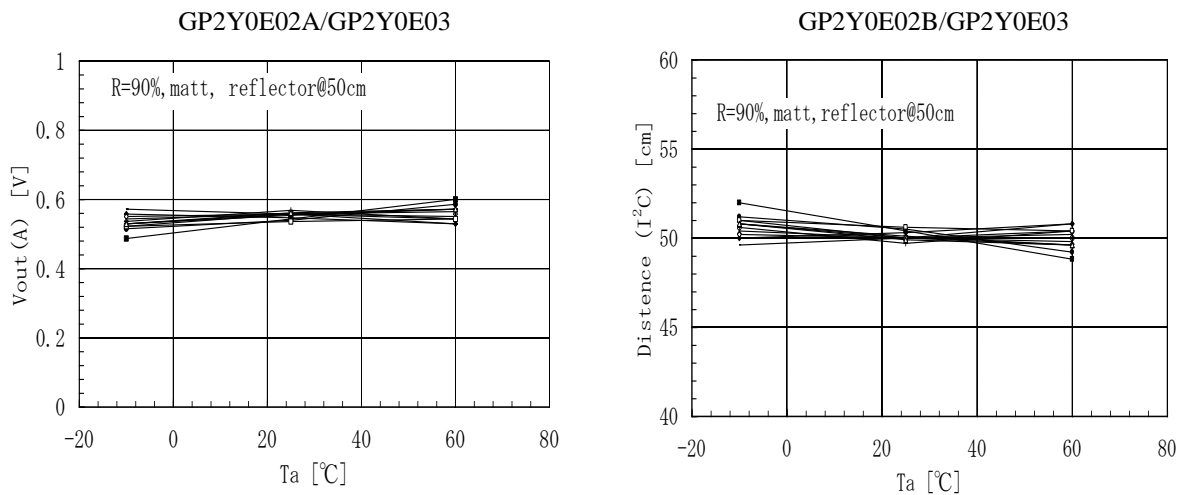 GP2Y0E02A/GP2Y0E03
1
0.8
0.6
0.4
0.2
0
-20
0
20
40
60
80
R=90%,matt, reflector@50cm
Vout(A) [V]
Ta [℃]
GP2Y0E02B/GP2Y0E03
60
55
50
45
40
-20
0
20
40
60
80
R=90%,matt,reflector@50cm
Distence (I²C) [cm]
Ta [℃]